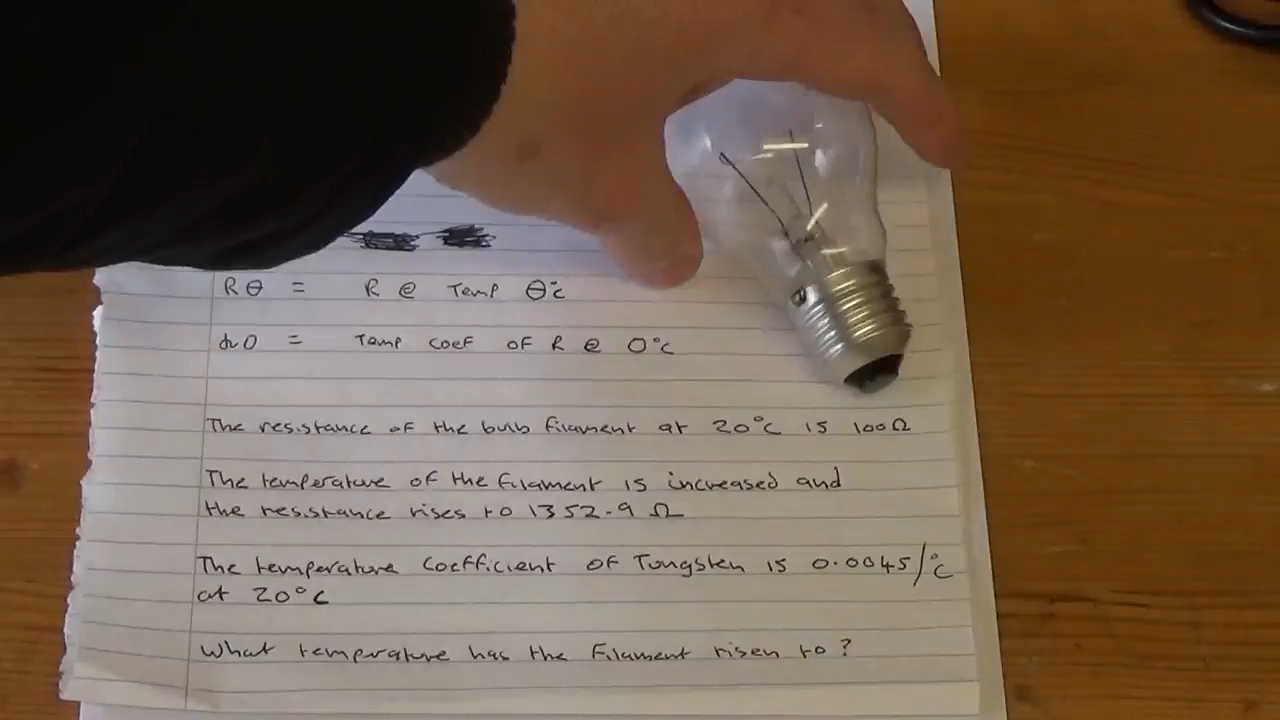 Rθ = R @ Temp θ°c
α0 = Temp coef of R @ 0°c
The resistance of the bulb filament at 20°c is 100Ω
The temperature of the filament is increased and
the resistance rises to 1352.9 Ω
The temperature coefficient of Tungsten is 0.0045/°c
at 20°c
What temperature has the filament risen to?